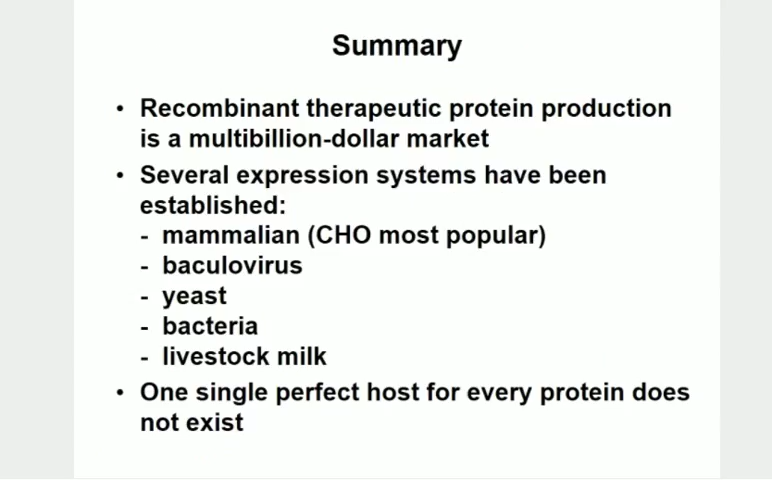 Summary
• Recombinant therapeutic protein production
is a multibillion-dollar market
• Several expression systems have been
established:
- mammalian (CHO most popular)
- baculovirus
- yeast
- bacteria
- livestock milk
• One single perfect host for every protein does
not exist